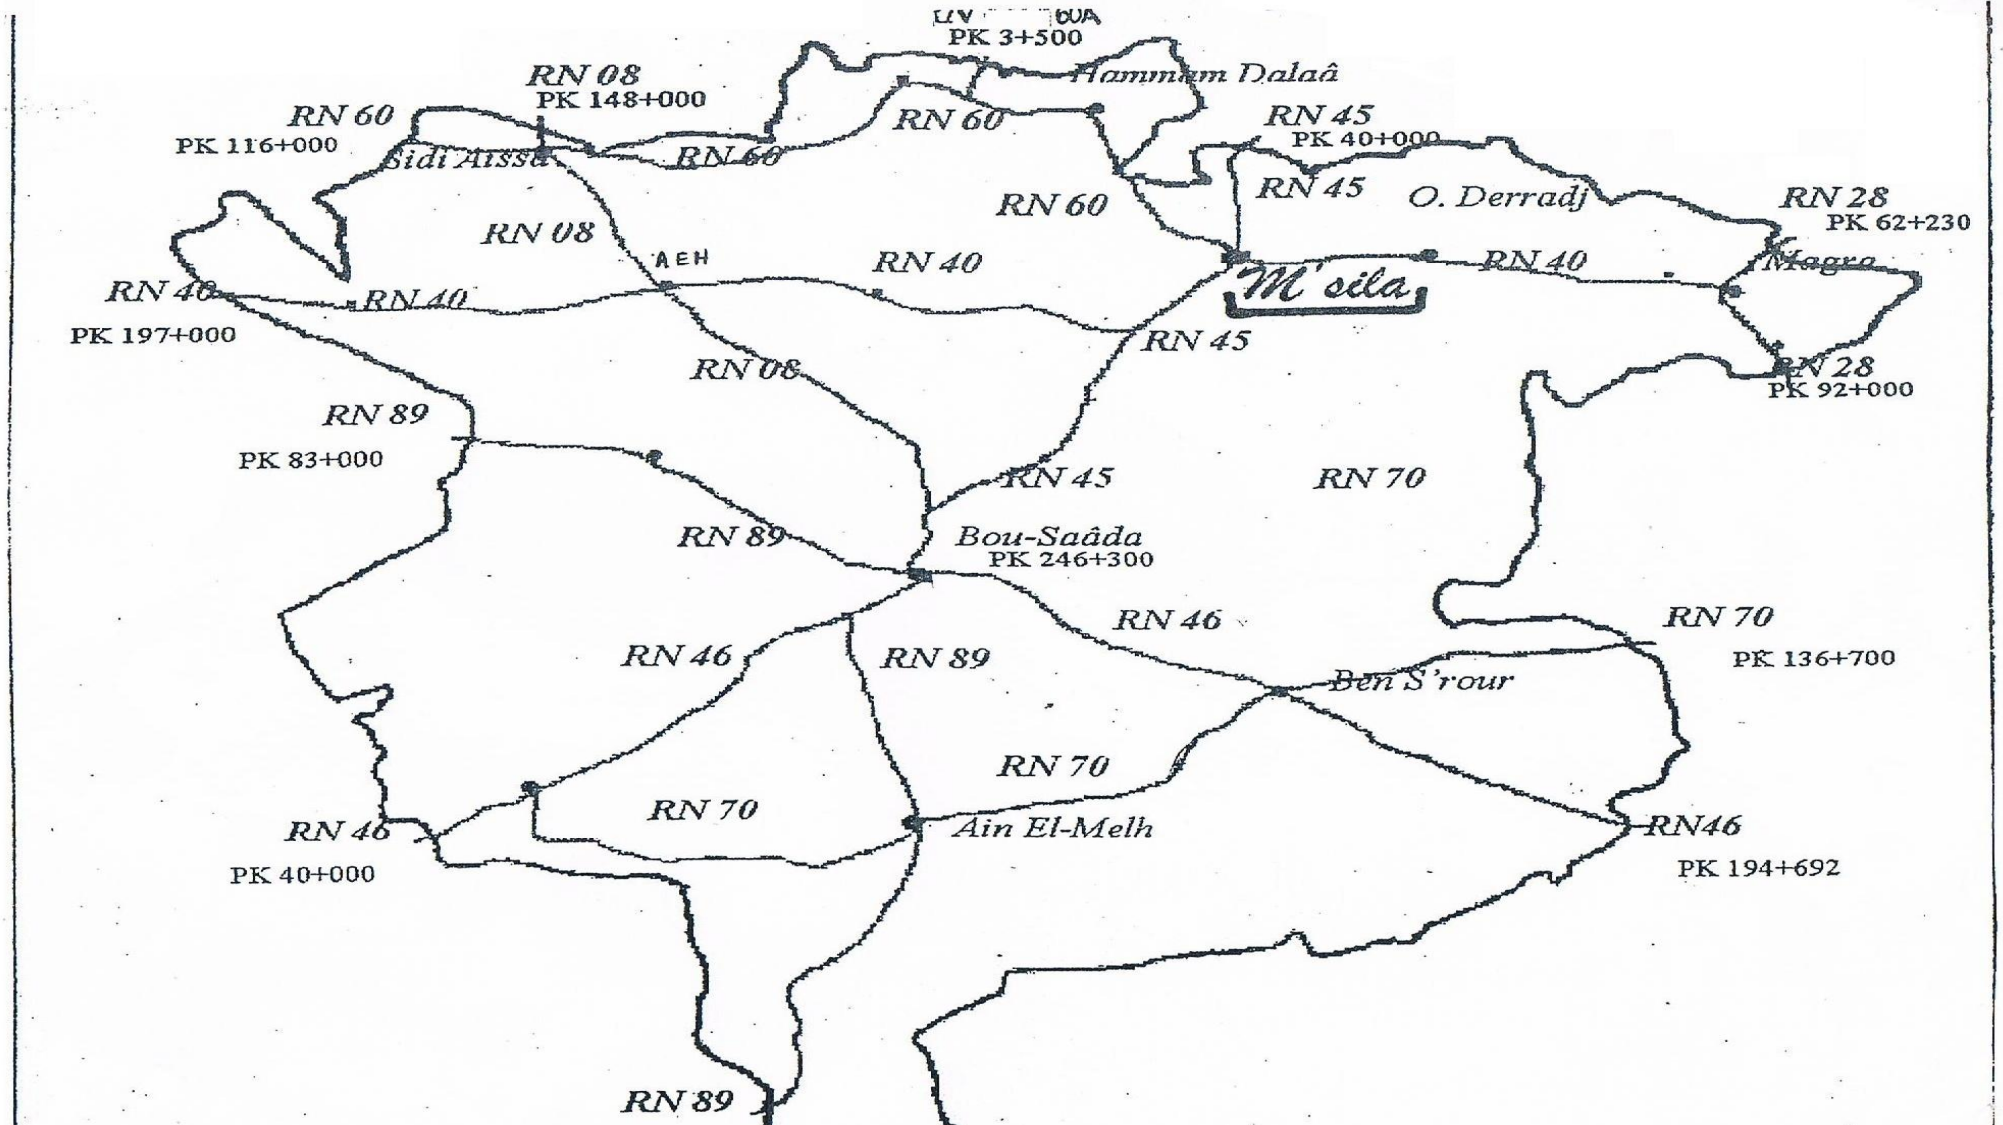 PK 3+500
RN 08
PK 148+000
Hammam Dalaâ
RN 60
PK 116+000
RN 60
RN 45
PK 40+000
Sidi Aissa
RN 60
RN 45
O. Derradj
RN 28
PK 62+230
RN 60
RN 08
AEH
RN 40
RN 40
Magra
RN 40
RN 40
M'sila
PK 197+000
RN 45
RN 08
RN 28
PK 92+000
RN 89
PK 83+000
RN 45
RN 70
RN 89
Bou-Saâda
PK 246+300
RN 46
RN 70
PK 136+700
RN 46
RN 89
Ben S'rour
RN 70
RN 70
RN 46
PK 40+000
Ain El-Melh
RN46
PK 194+692
RN 89